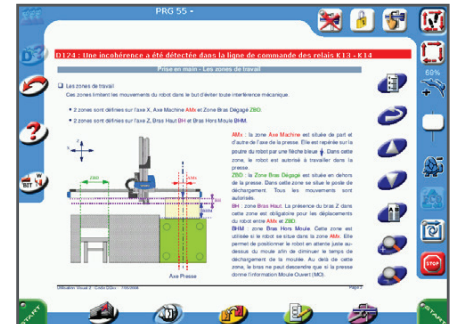 PRG 55 -
D124 : Une incohérence a été détectée dans la ligne de commande des relais K13 - K14
Prise en main : Les zones de travail
Les zones de travail
Ces zones limitent les mouvements du robot dans le but d'éviter toute interférence mécanique.
2 zones sont définies sur l'axe X, Axe Machine AMx et Zone Bras Dégagé ZBD.
2 zones sont définies sur l'axe Z, Bras Haut BH et Bras Hors Moule BHM.
AMx : la zone Axe Machine est située de part et
d'autre de l'axe de la presse. Elle est repérée sur la
poutre du robot par une flèche bleue. Dans cette
zone, le robot est autorisé à travailler dans la
presse.
ZBD : la Zone Bras Dégagé est située en dehors
de la presse. Dans cette zone se situe le poste de
déchargement. Tous les mouvements sont
autorisés.
BH : zone Bras Haut. La présence du bras Z dans
cette zone est obligatoire pour les déplacements
du robot entre AMx et ZBD.
BHM : zone Bras Hors Moule. Cette zone est
utilisée si le robot se situe dans la zone AMx. Elle
permet de positionner le robot en attente juste au-
dessus du moule afin de diminuer le temps de
déchargement de la moulée. Au delà de cette
zone, le bras ne peut descendre que si la presse
donne l'information Moule Ouvert (MO).
X
Z
ZBD
AMx
BH
BHM
Axe Presse
Page 2
60%
BIT
W
STOP
START
START